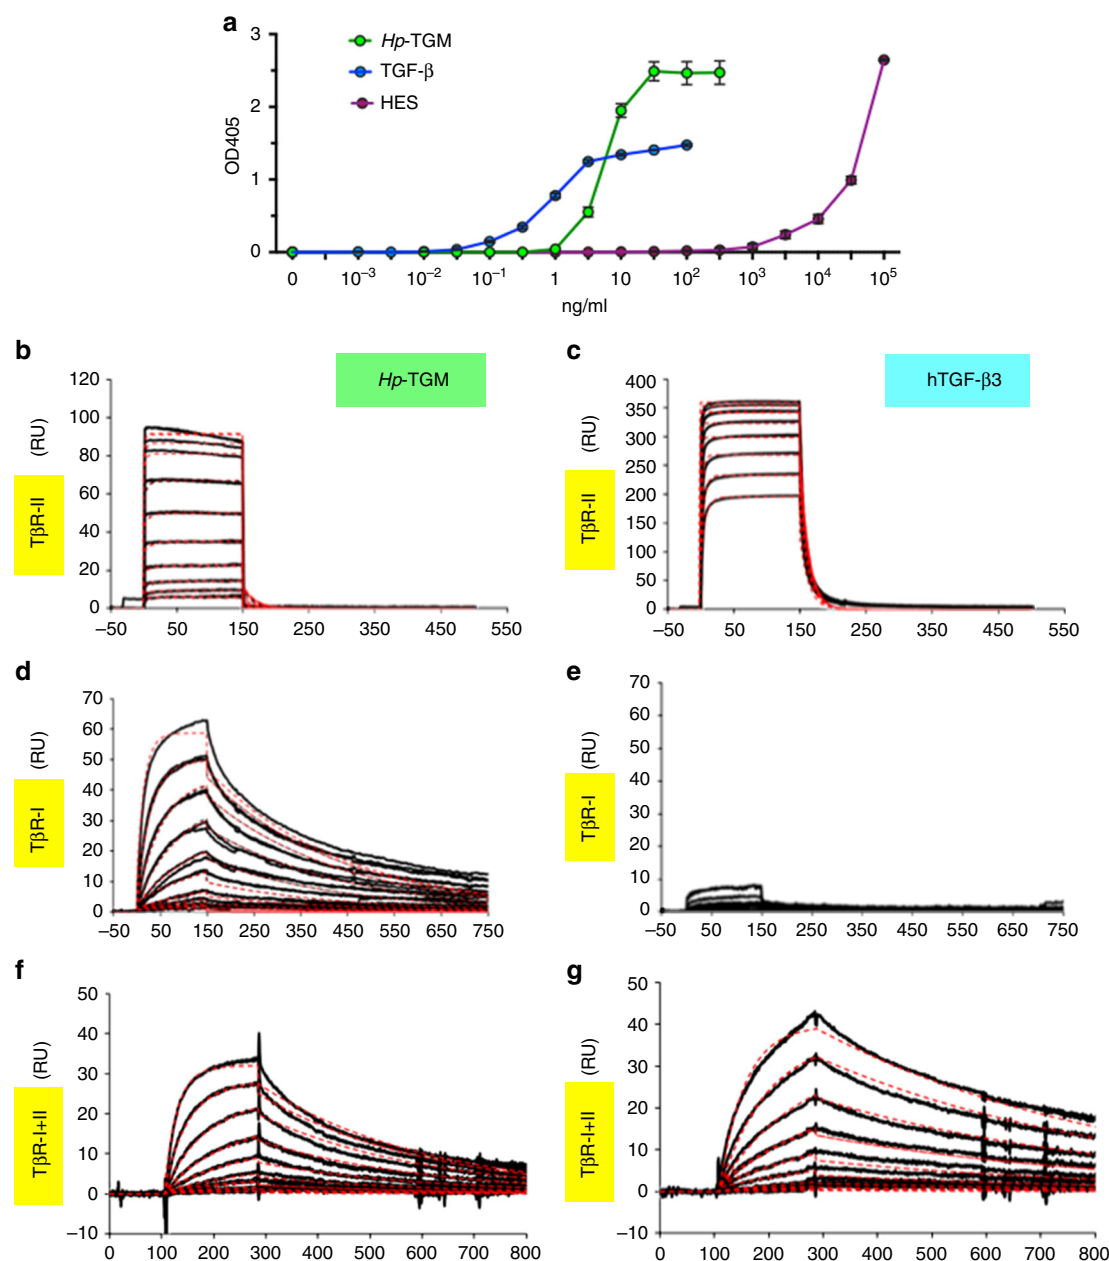 a
3
2
1
0
OD405
Hp-TGM
TGF-β
HES
0 10–3 10–2 10–1 1 10 10² 10³ 10⁴ 10⁵
ng/ml
b
Hp-TGM
(RU)
TβR-II
120
100
80
60
40
20
0
–50 50 150 250 350 450 550
c
hTGF-β3
(RU)
TβR-II
400
350
300
250
200
150
100
50
0
–50 50 150 250 350 450 550
d
(RU)
TβR-I
70
60
50
40
30
20
10
0
–50 50 150 250 350 450 550 650 750
e
(RU)
TβR-I
70
60
50
40
30
20
10
0
–50 50 150 250 350 450 550 650 750
f
(RU)
TβR-I+II
50
40
30
20
10
0
–10
0 100 200 300 400 500 600 700 800
g
(RU)
TβR-I+II
50
40
30
20
10
0
–10
0 100 200 300 400 500 600 700 800